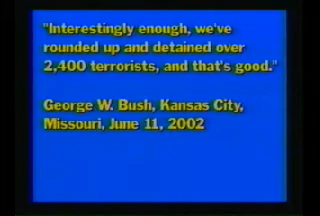 "Interestingly enough, we've
rounded up and detained over
2,400 terrorists, and that's good."
George W. Bush, Kansas City,
Missouri, June 11, 2002